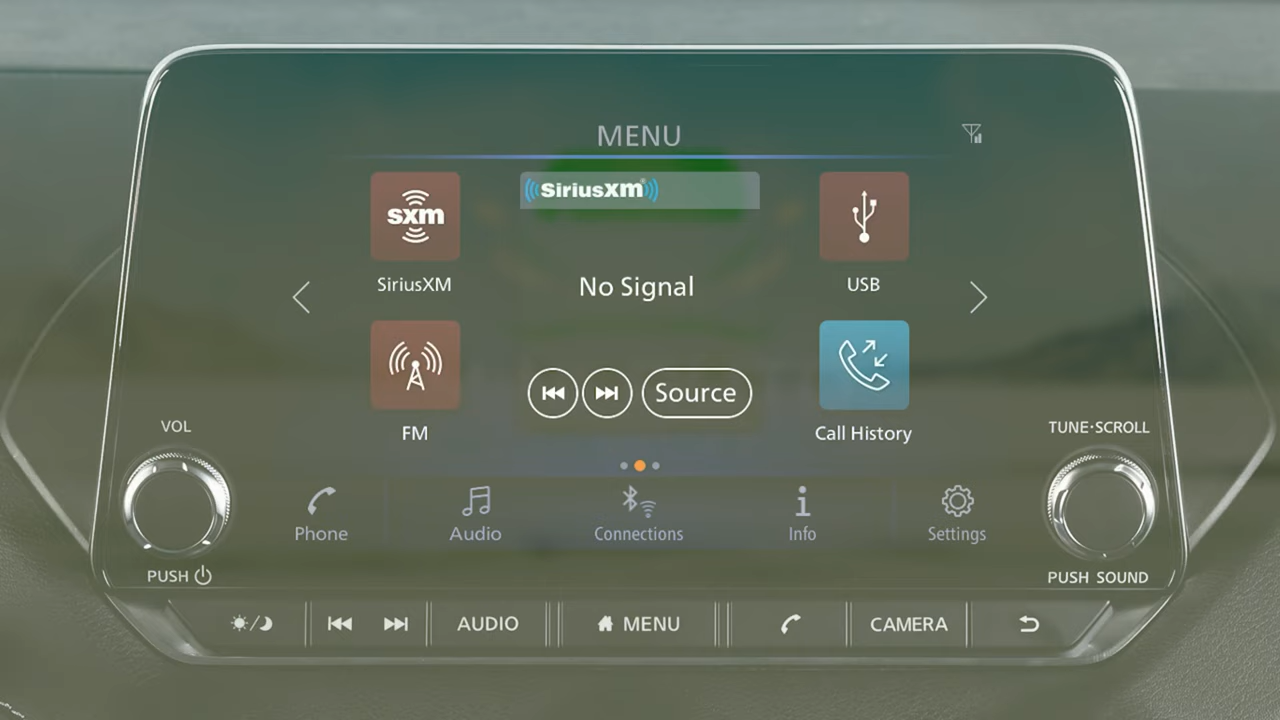 MENU
sxm
SiriusXM
SiriusXM
USB
No Signal
FM
Source
Call History
VOL
TUNE·SCROLL
Phone
Audio
Connections
Info
Settings
PUSH
PUSH SOUND
AUDIO
MENU
CAMERA